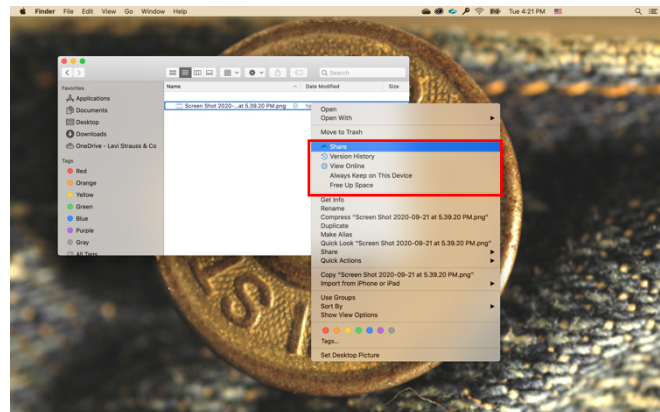 Finder File Edit View Go Window Help Tue 4:21 PM
Search
Favorites
Applications
Documents
Desktop
Downloads
OneDrive - Levi Strauss & Co
Tags
Red
Orange
Yellow
Green
Blue
Purple
Gray
All Tags
Name Date Modified Size
Screen Shot 2020-...at 5.39.20 PM.png
Open
Open With
Move to Trash
Share
Version History
View Online
Always Keep on This Device
Free Up Space
Get Info
Rename
Compress "Screen Shot 2020-09-21 at 5.39.20 PM.png"
Duplicate
Make Alias
Quick Look "Screen Shot 2020-09-21 at 5.39.20 PM.png"
Share
Quick Actions
Copy "Screen Shot 2020-09-21 at 5.39.20 PM.png"
Import from iPhone or iPad
Use Groups
Sort By
Show View Options
Tags...
Set Desktop Picture